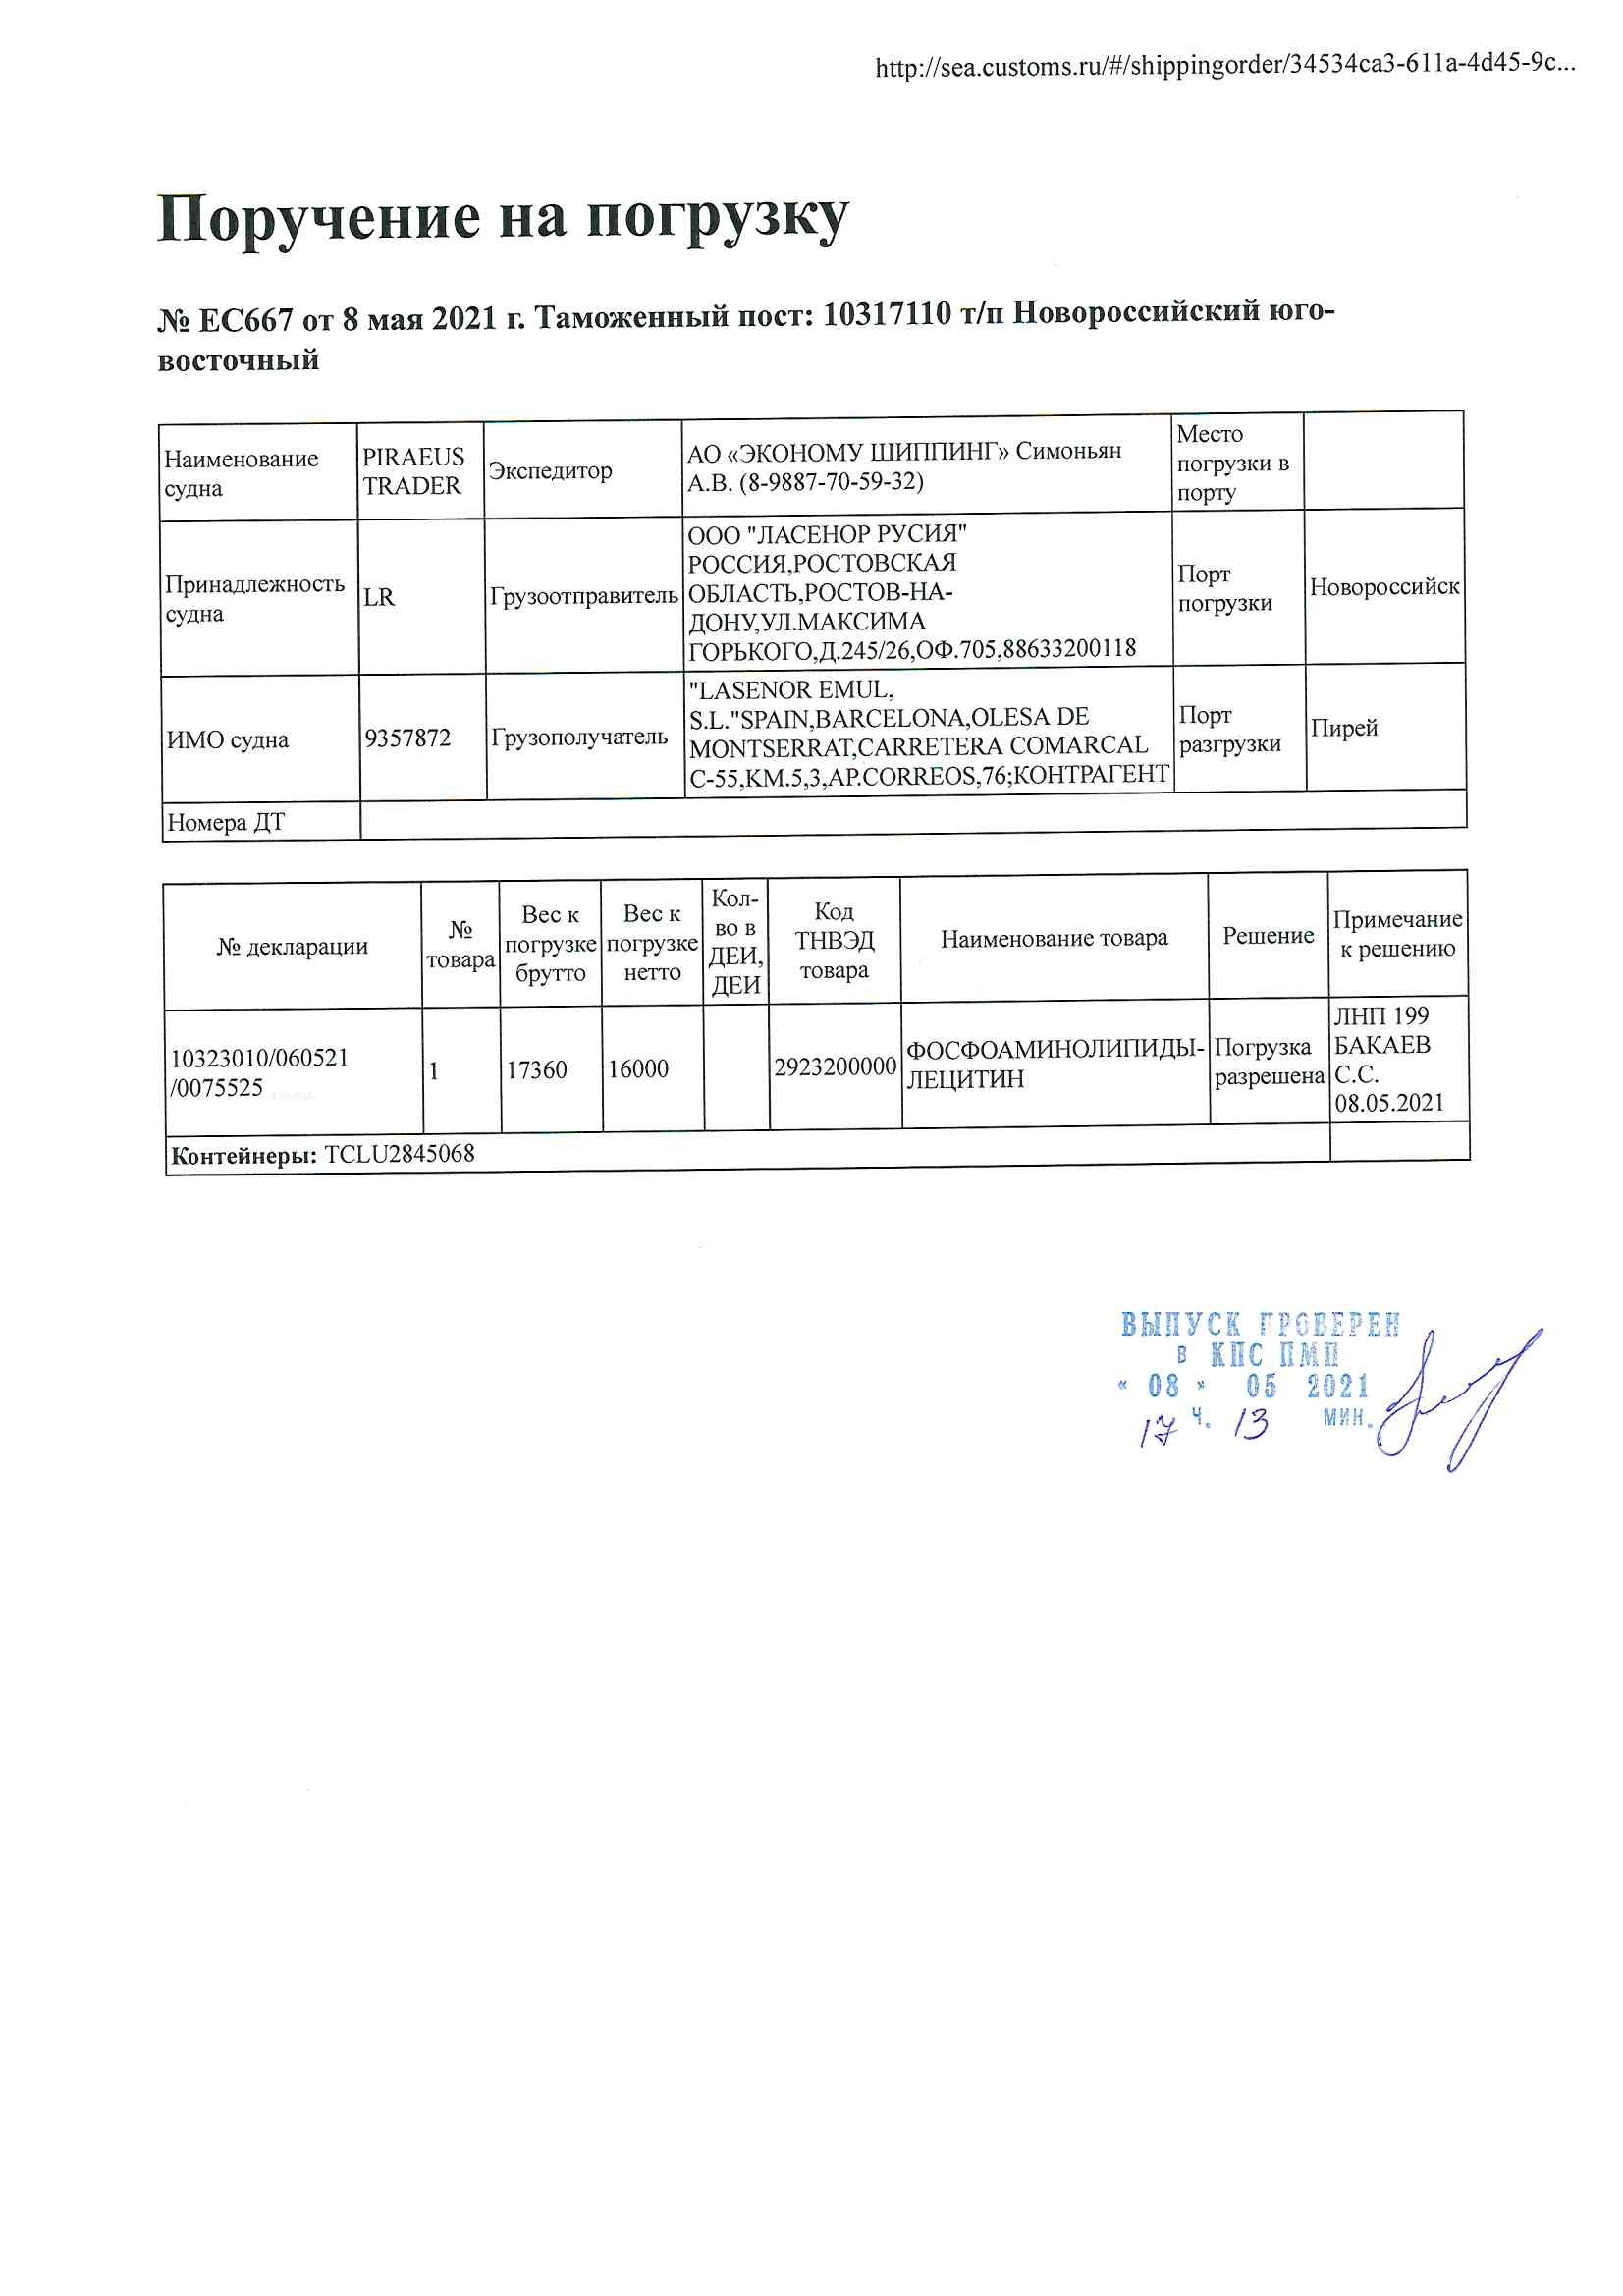 http://sea.customs.ru/#/shippingorder/34534ca3-611a-4d45-9c...
Поручение на погрузку
№ ЕС667 от 8 мая 2021 г. Таможенный пост: 10317110 т/п Новороссийский юго-
восточный
Наименование
судна
PIRAEUS
TRADER
Экспедитор
АО «ЭКОНОМУ ШИППИНГ» Симоньян
А.В. (8-9887-70-59-32)
Место
погрузки в
порту
Принадлежность
судна
LR
Грузоотправитель
ООО "ЛАСЕНОР РУСИЯ"
РОССИЯ,РОСТОВСКАЯ
ОБЛАСТЬ,РОСТОВ-НА-
ДОНУ,УЛ.МАКСИМА
ГОРЬКОГО,Д.245/26,ОФ.705,88633200118
Порт
погрузки
Новороссийск
ИМО судна
9357872
Грузополучатель
"LASENOR EMUL,
S.L."SPAIN,BARCELONA,OLESA DE
MONTSERRAT,CARRETERA COMARCAL
C-55,KM.5,3,AP.CORREOS,76;КОНТРАГЕНТ
Порт
разгрузки
Пирей
Номера ДТ
№ декларации
№
товара
Вес к
погрузке
брутто
Вес к
погрузке
нетто
Кол-
во в
ДЕИ,
ДЕИ
Код
ТНВЭД
товара
Наименование товара
Решение
Примечание
к решению
10323010/060521
/0075525
1
17360
16000
2923200000
ФОСФОАМИНОЛИПИДЫ-
ЛЕЦИТИН
Погрузка
разрешена
ЛНП 199
БАКАЕВ
С.С.
08.05.2021
Контейнеры: TCLU2845068
ВЫПУСК ПРОВЕРЕН
в КПС ПМП
« 08 » 05 2021
17 ч. 13 мин.